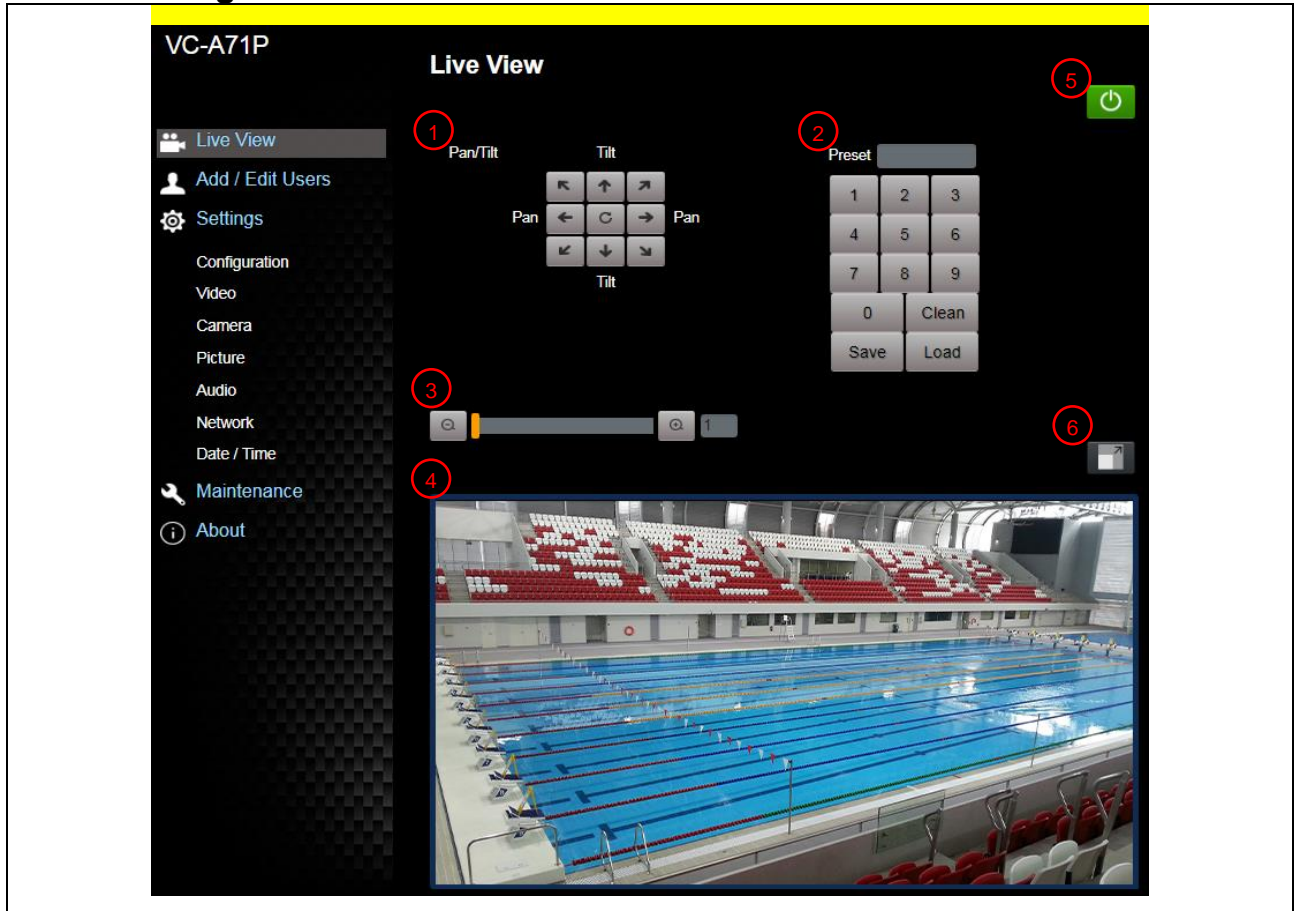 VC-A71P
Live View
5
Live View
Add / Edit Users
Settings
Configuration
Video
Camera
Picture
Audio
Network
Date / Time
Maintenance
About
1
Pan/Tilt
Tilt
Pan
Pan
Tilt
2
Preset
1 2 3
4 5 6
7 8 9
0 Clean
Save Load
3
1
6
4